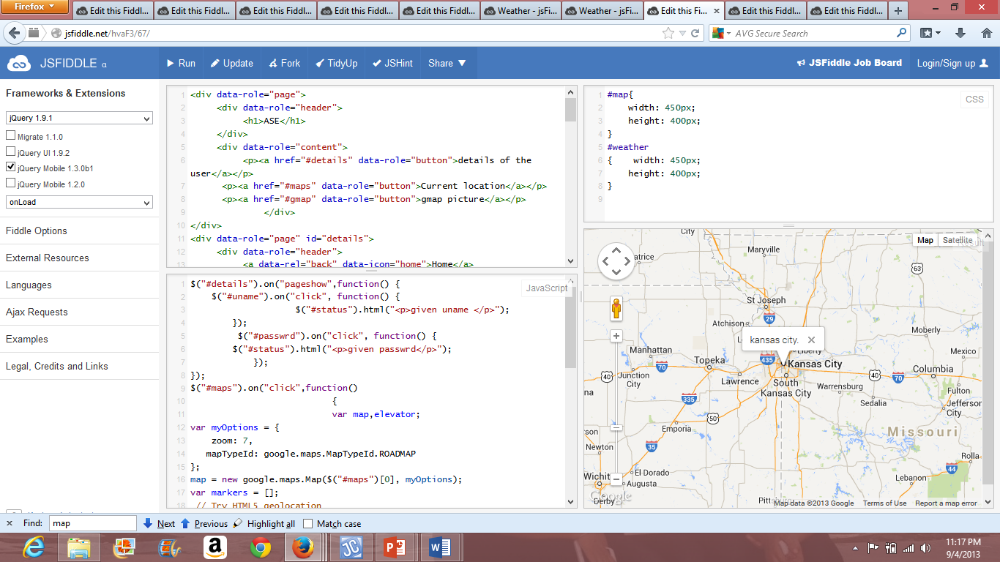 Firefox
Edit this Fiddl... Edit this Fiddl... Edit this Fiddl... Edit this Fiddl... Edit this Fiddl... Weather - jsFi... Weather - jsFi... Edit this Fi... Edit this Fiddl... Edit this Fiddl...
jsfiddle.net/hvaF3/67/
AVG Secure Search
JSFIDDLE α
Run Update Fork TidyUp JSHint Share
JSFiddle Job Board Login/Sign up
Frameworks & Extensions
jQuery 1.9.1
Migrate 1.1.0
jQuery UI 1.9.2
jQuery Mobile 1.3.0b1
jQuery Mobile 1.2.0
onLoad
Fiddle Options
External Resources
Languages
Ajax Requests
Examples
Legal, Credits and Links
1 <div data-role="page">
2 <div data-role="header">
3 <h1>ASE</h1>
4 </div>
5 <div data-role="content">
6 <p><a href="#details" data-role="button">details of the
user</a></p>
7 <p><a href="#maps" data-role="button">Current location</a></p>
8 <p><a href="#gmap" data-role="button">gmap picture</a></p>
9 </div>
10 </div>
11 <div data-role="page" id="details">
12 <div data-role="header">
13 <a data-rel="back" data-icon="home">Home</a>
CSS
1 #map{
2 width: 450px;
3 height: 400px;
4 }
5 #weather
6 { width: 450px;
7 height: 400px;
8 }
9
JavaScript
1 $("#details").on("pageshow",function() {
2 $("#uname").on("click", function() {
3 $("#status").html("<p>given uname </p>");
4 });
5 $("#passwrd").on("click", function() {
6 $("#status").html("<p>given passwrd</p>");
7 });
8 });
9 $("#maps").on("click",function()
10 {
11 var map,elevator;
12 var myOptions = {
13 zoom: 7,
14 mapTypeId: google.maps.MapTypeId.ROADMAP
15 };
16 map = new google.maps.Map($("#maps")[0], myOptions);
17 var markers = [];
18 // Try HTML5 geolocation
City
Map Satellite
Maryville
atrice
63
St Joseph
29
Atchison
kansas city.
Liberty
Moberly
Manhattan
Mexico
Topeka
435
Kansas City
70
40
Junction
City
Lawrence
South
Kansas City
40
70
Columbia
Warrensburg
Fulton
na
335
Sedalia
Jefferson
City
50
Emporia
Missouri
son
Newton
35
Rolla
44
El Dorado
Lebanon
Wichit
Augusta
Derby
Google
Pitt
Map data ©2013 Google Terms of Use Report a map error
Find: map Next Previous Highlight all Match case
JC
11:17 PM
9/4/2013